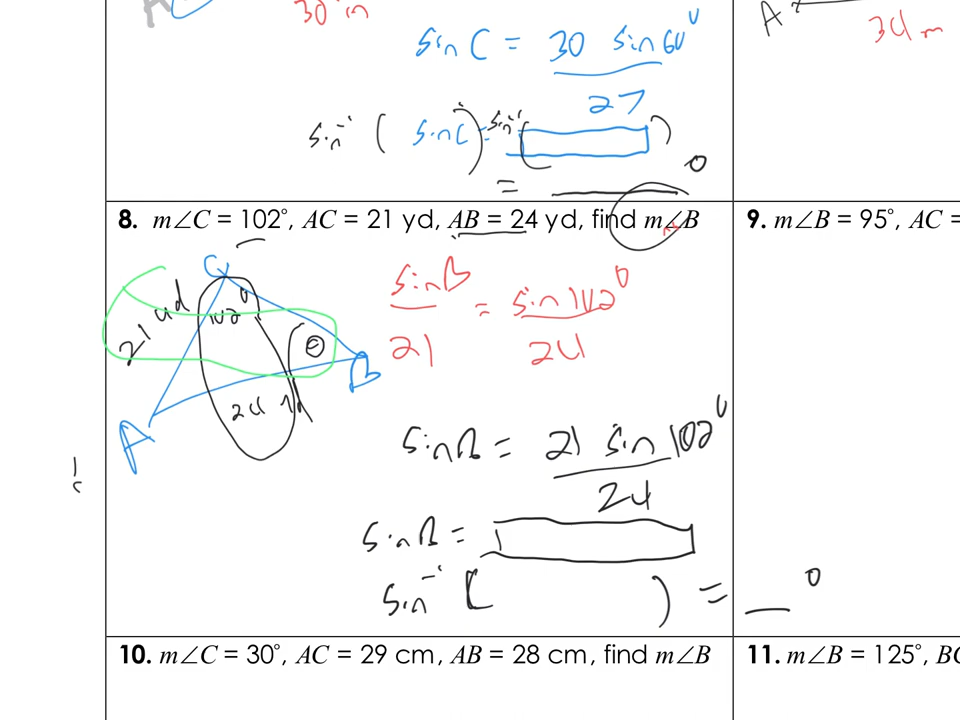 A
30 in
A
34 m
sin C = 30 sin 60°
27
sin⁻¹ ( sin C ) = sin⁻¹ ( )
= °
8. m∠C = 102°, AC = 21 yd, AB = 24 yd, find m∠B
9. m∠B = 95°, AC =
C
21 yd
102°
θ
B
24 yd
A
sin B = sin 102°
21 24
sin B = 21 sin 102°
24
sin B =
sin⁻¹ ( ) = °
10. m∠C = 30°, AC = 29 cm, AB = 28 cm, find m∠B
11. m∠B = 125°, BC